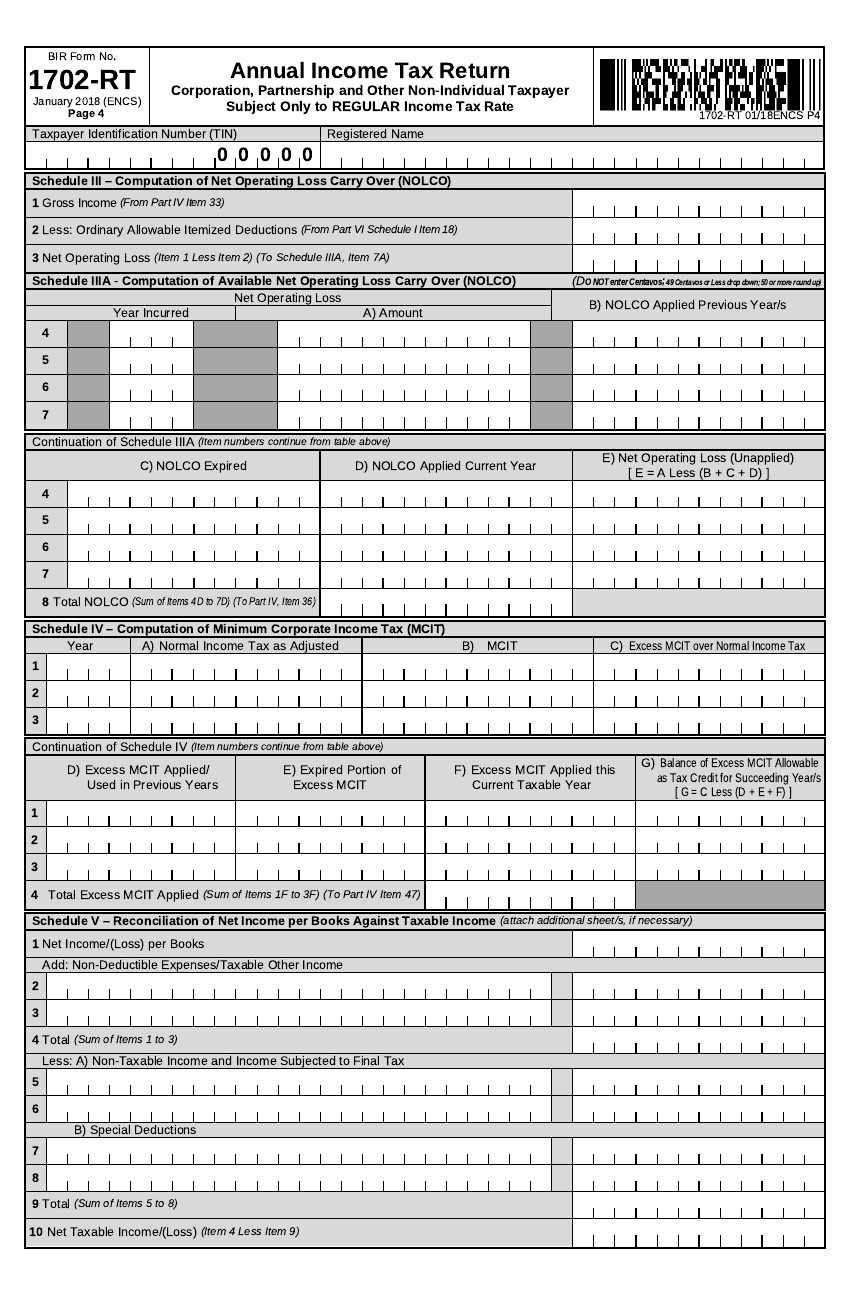 BIR Form No.
1702-RT
January 2018 (ENCS)
Page 4
Annual Income Tax Return
Corporation, Partnership and Other Non-Individual Taxpayer
Subject Only to REGULAR Income Tax Rate
1702-RT 01/18ENCS P4
Taxpayer Identification Number (TIN) Registered Name
0 0 0 0 0
Schedule III – Computation of Net Operating Loss Carry Over (NOLCO)
1 Gross Income (From Part IV Item 33)
2 Less: Ordinary Allowable Itemized Deductions (From Part VI Schedule I Item 18)
3 Net Operating Loss (Item 1 Less Item 2) (To Schedule IIIA, Item 7A)
Schedule IIIA - Computation of Available Net Operating Loss Carry Over (NOLCO) (DO NOT enter Centavos; 49 Centavos or Less drop down; 50 or more round up)
Net Operating Loss
B) NOLCO Applied Previous Year/s
Year Incurred A) Amount
4
5
6
7
Continuation of Schedule IIIA (Item numbers continue from table above)
C) NOLCO Expired D) NOLCO Applied Current Year E) Net Operating Loss (Unapplied)
[ E = A Less (B + C + D) ]
4
5
6
7
8 Total NOLCO (Sum of Items 4D to 7D) (To Part IV, Item 36)
Schedule IV – Computation of Minimum Corporate Income Tax (MCIT)
Year A) Normal Income Tax as Adjusted B) MCIT C) Excess MCIT over Normal Income Tax
1
2
3
Continuation of Schedule IV (Item numbers continue from table above)
D) Excess MCIT Applied/
Used in Previous Years
E) Expired Portion of
Excess MCIT
F) Excess MCIT Applied this
Current Taxable Year
G) Balance of Excess MCIT Allowable
as Tax Credit for Succeeding Year/s
[ G = C Less (D + E + F) ]
1
2
3
4 Total Excess MCIT Applied (Sum of Items 1F to 3F) (To Part IV Item 47)
Schedule V – Reconciliation of Net Income per Books Against Taxable Income (attach additional sheet/s, if necessary)
1 Net Income/(Loss) per Books
Add: Non-Deductible Expenses/Taxable Other Income
2
3
4 Total (Sum of Items 1 to 3)
Less: A) Non-Taxable Income and Income Subjected to Final Tax
5
6
B) Special Deductions
7
8
9 Total (Sum of Items 5 to 8)
10 Net Taxable Income/(Loss) (Item 4 Less Item 9)